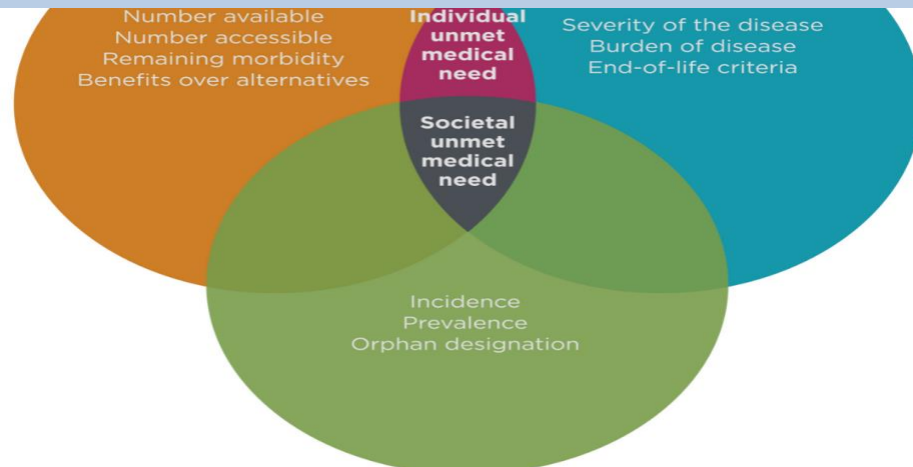 Number available
Number accessible
Remaining morbidity
Benefits over alternatives
Individual
unmet
medical
need
Severity of the disease
Burden of disease
End-of-life criteria
Societal
unmet
medical
need
Incidence
Prevalence
Orphan designation